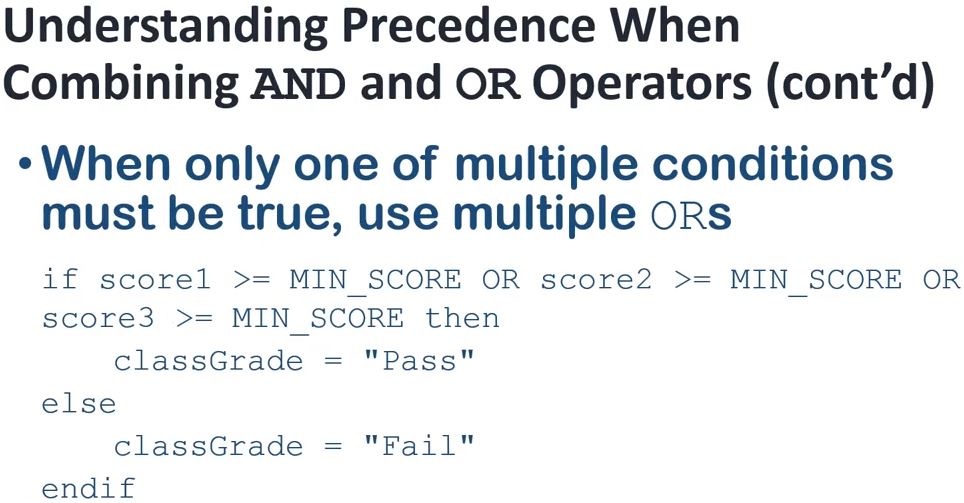 Understanding Precedence When
Combining AND and OR Operators (cont’d)
• When only one of multiple conditions
must be true, use multiple ORs
if score1 >= MIN_SCORE OR score2 >= MIN_SCORE OR
score3 >= MIN_SCORE then
classGrade = "Pass"
else
classGrade = "Fail"
endif